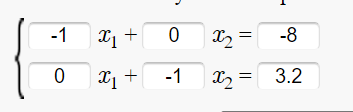 -1 x₁ + 0 x₂ = -8
0 x₁ + -1 x₂ = 3.2